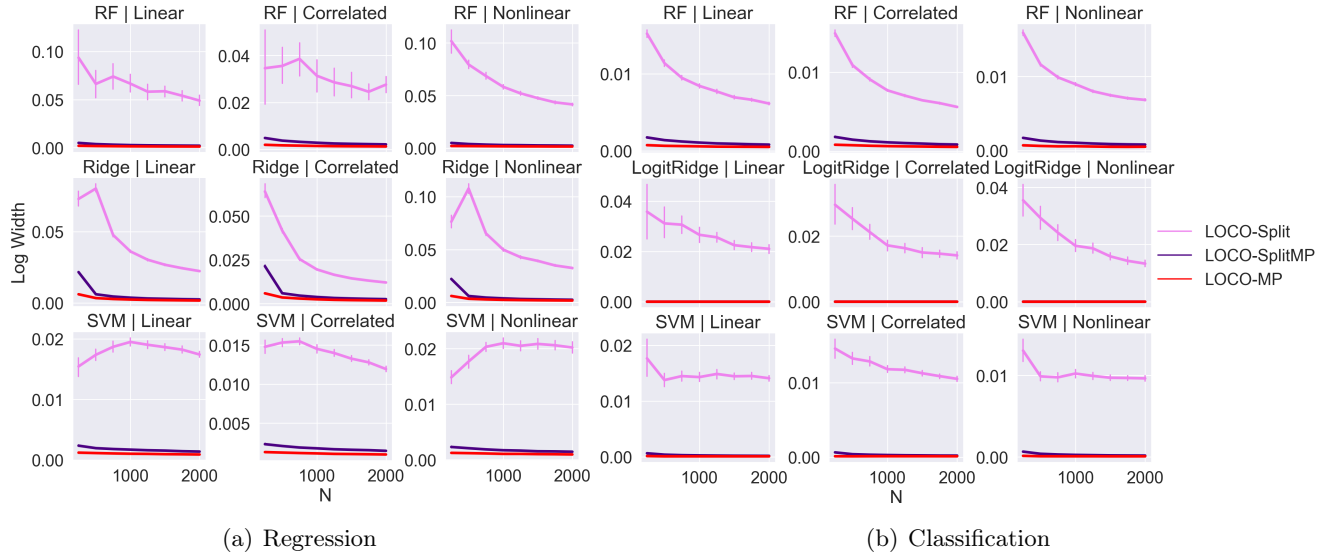 RF | Linear
RF | Correlated
RF | Nonlinear
RF | Linear
RF | Correlated
RF | Nonlinear
0.10
0.05
0.00
0.04
0.02
0.00
0.10
0.05
0.00
0.01
0.00
0.01
0.00
0.01
0.00
Ridge | Linear
Ridge | Correlated
Ridge | Nonlinear
LogitRidge | Linear
LogitRidge | Correlated
LogitRidge | Nonlinear
Log Width
0.05
0.00
0.050
0.025
0.000
0.10
0.05
0.00
0.04
0.02
0.00
0.02
0.00
0.04
0.02
0.00
LOCO-Split
LOCO-SplitMP
LOCO-MP
SVM | Linear
SVM | Correlated
SVM | Nonlinear
SVM | Linear
SVM | Correlated
SVM | Nonlinear
0.02
0.01
0.00
0.015
0.010
0.005
0.02
0.01
0.00
0.02
0.01
0.00
0.01
0.00
0.01
0.00
1000 2000
1000 2000
1000 2000
1000 2000
1000 2000
1000 2000
N
N
(a) Regression
(b) Classification